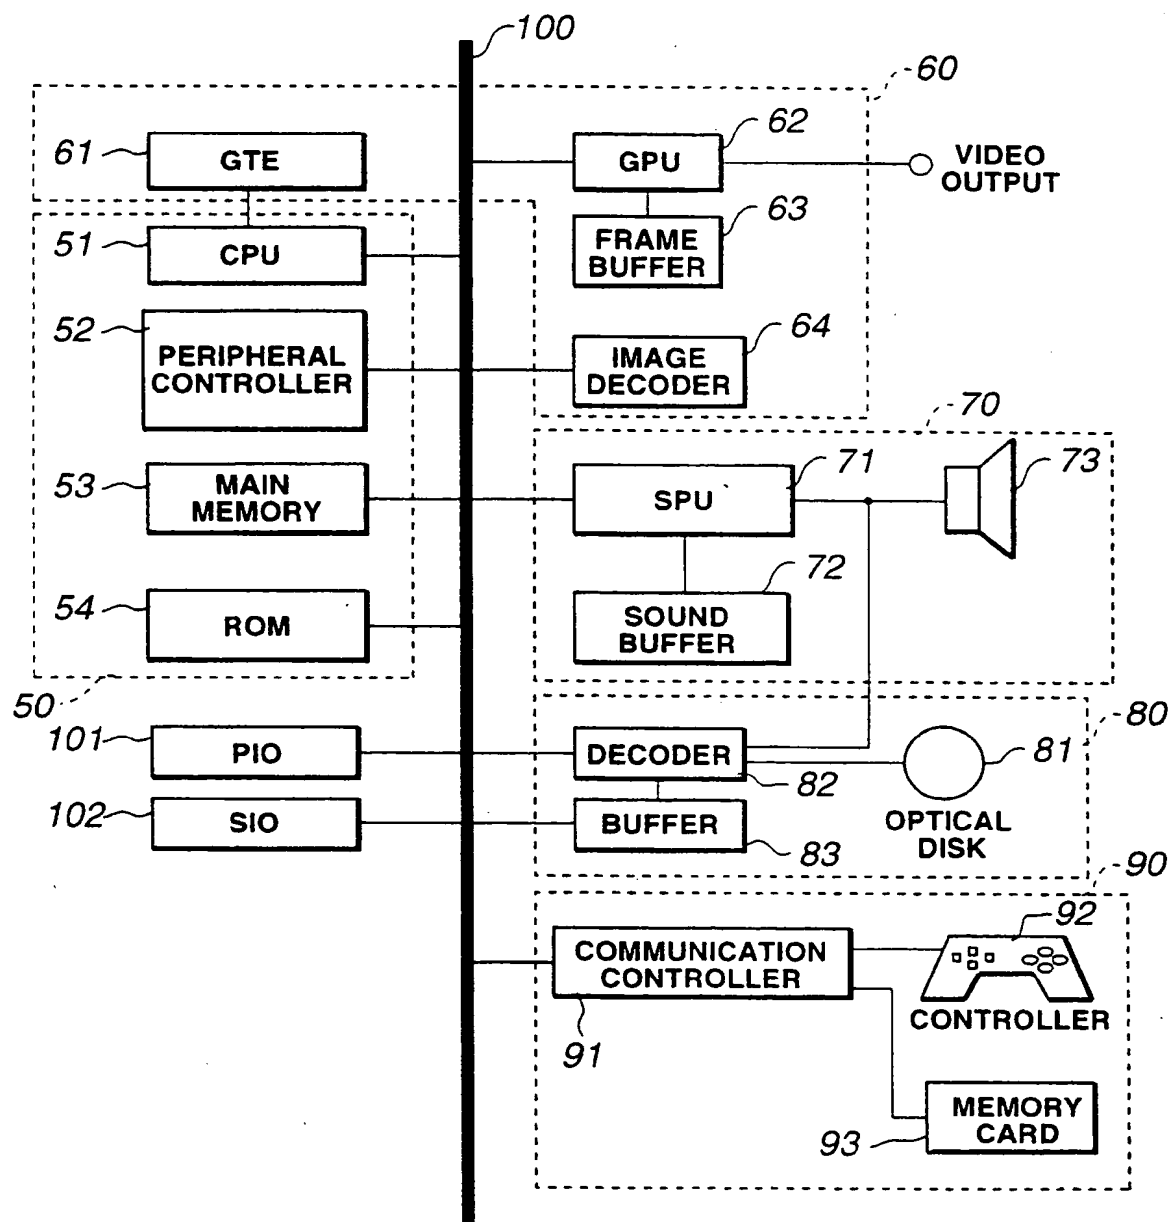 100
60
61
GTE
62
GPU
VIDEO
OUTPUT
51
CPU
63
FRAME
BUFFER
52
PERIPHERAL
CONTROLLER
64
IMAGE
DECODER
70
53
MAIN
MEMORY
71
SPU
73
54
ROM
72
SOUND
BUFFER
50
80
101
PIO
DECODER
82
81
OPTICAL
DISK
102
SIO
BUFFER
83
90
COMMUNICATION
CONTROLLER
91
92
CONTROLLER
MEMORY
CARD
93